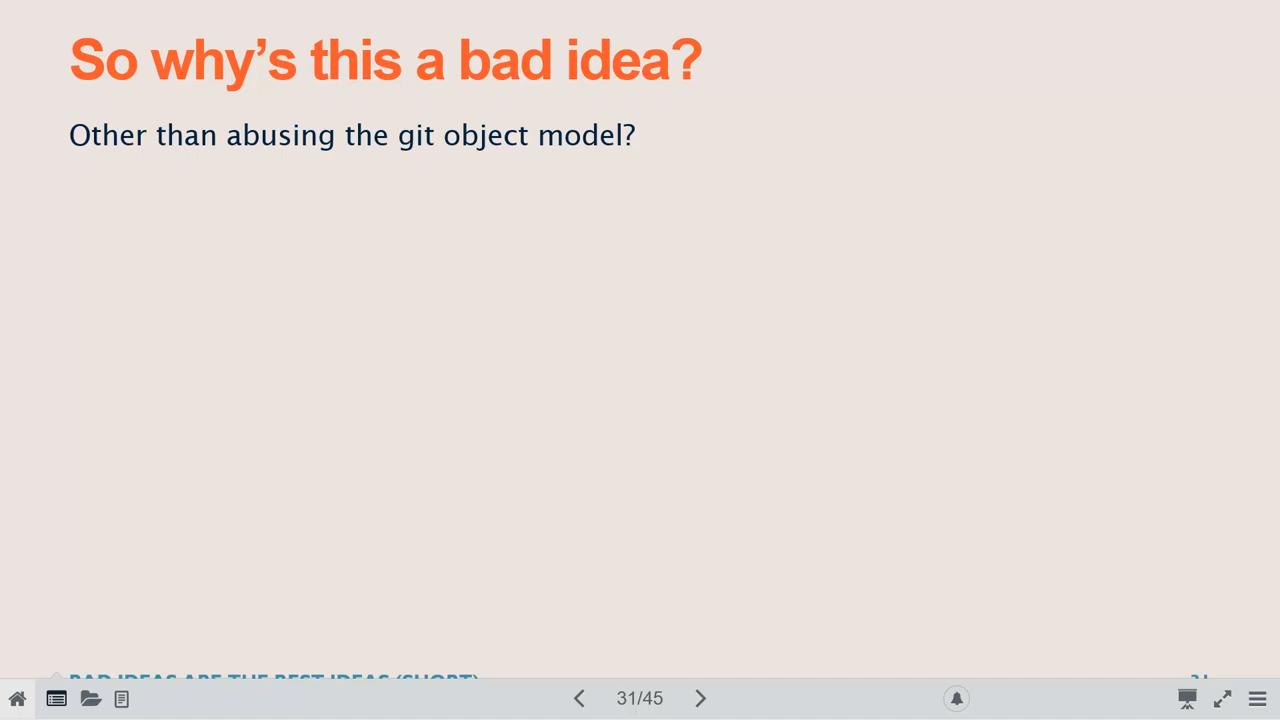 So why’s this a bad idea?
Other than abusing the git object model?
BAD IDEAS ARE THE BEST IDEAS (SHORT)
31
31/45